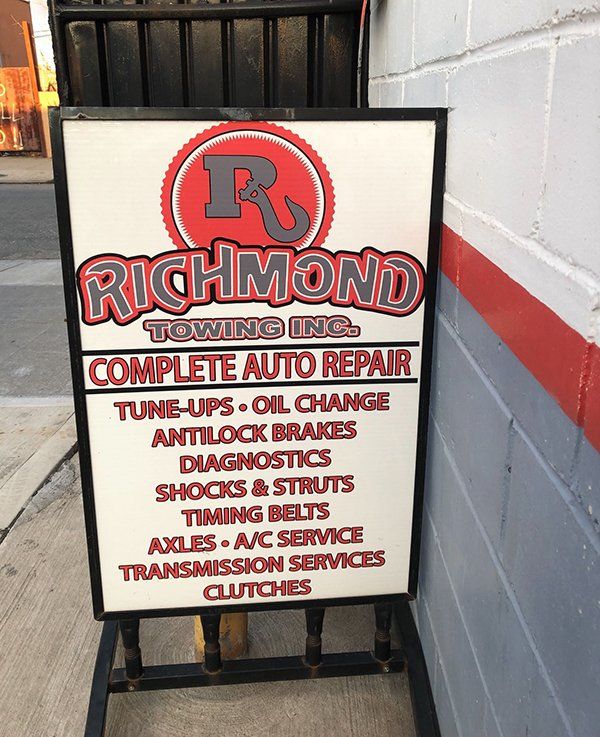 R
RICHMOND
TOWING INC.
COMPLETE AUTO REPAIR
TUNE-UPS • OIL CHANGE
ANTILOCK BRAKES
DIAGNOSTICS
SHOCKS & STRUTS
TIMING BELTS
AXLES • A/C SERVICE
TRANSMISSION SERVICES
CLUTCHES